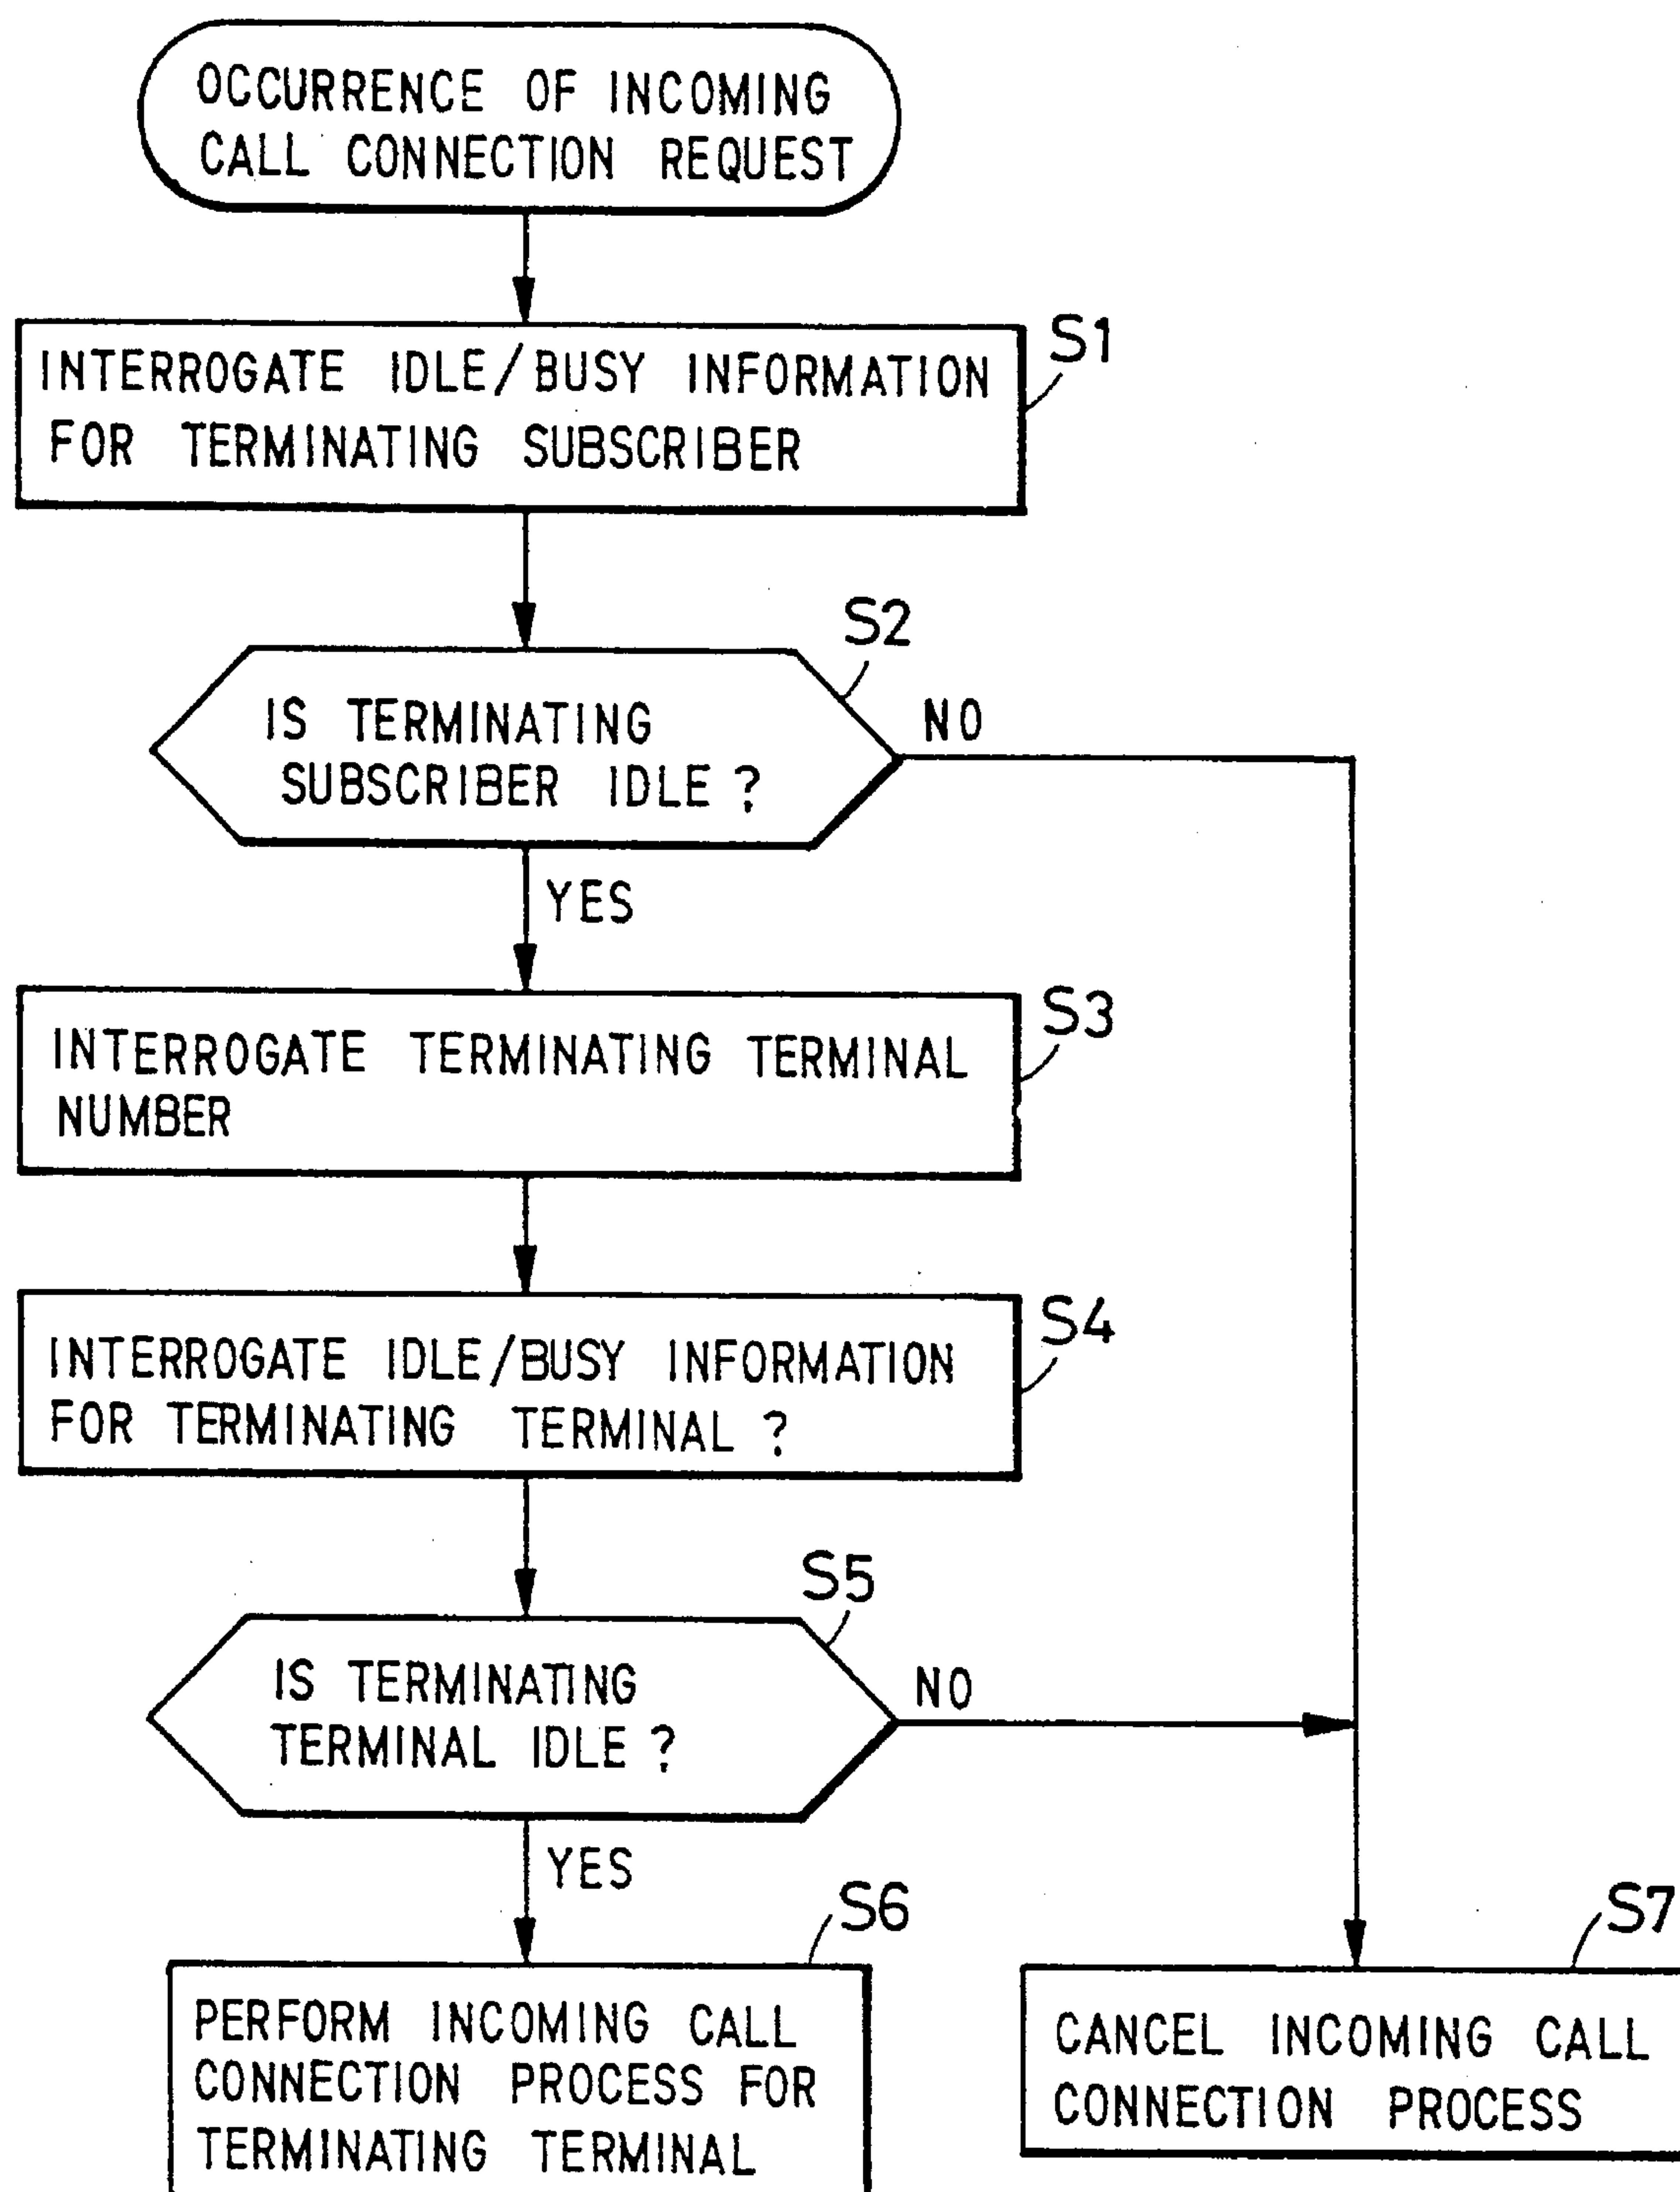 OCCURRENCE OF INCOMING
CALL CONNECTION REQUEST
S1
INTERROGATE IDLE/BUSY INFORMATION
FOR TERMINATING SUBSCRIBER
S2
IS TERMINATING
SUBSCRIBER IDLE ?
NO
YES
S3
INTERROGATE TERMINATING TERMINAL
NUMBER
S4
INTERROGATE IDLE/BUSY INFORMATION
FOR TERMINATING TERMINAL ?
S5
IS TERMINATING
TERMINAL IDLE ?
NO
YES
S6
PERFORM INCOMING CALL
CONNECTION PROCESS FOR
TERMINATING TERMINAL
S7
CANCEL INCOMING CALL
CONNECTION PROCESS